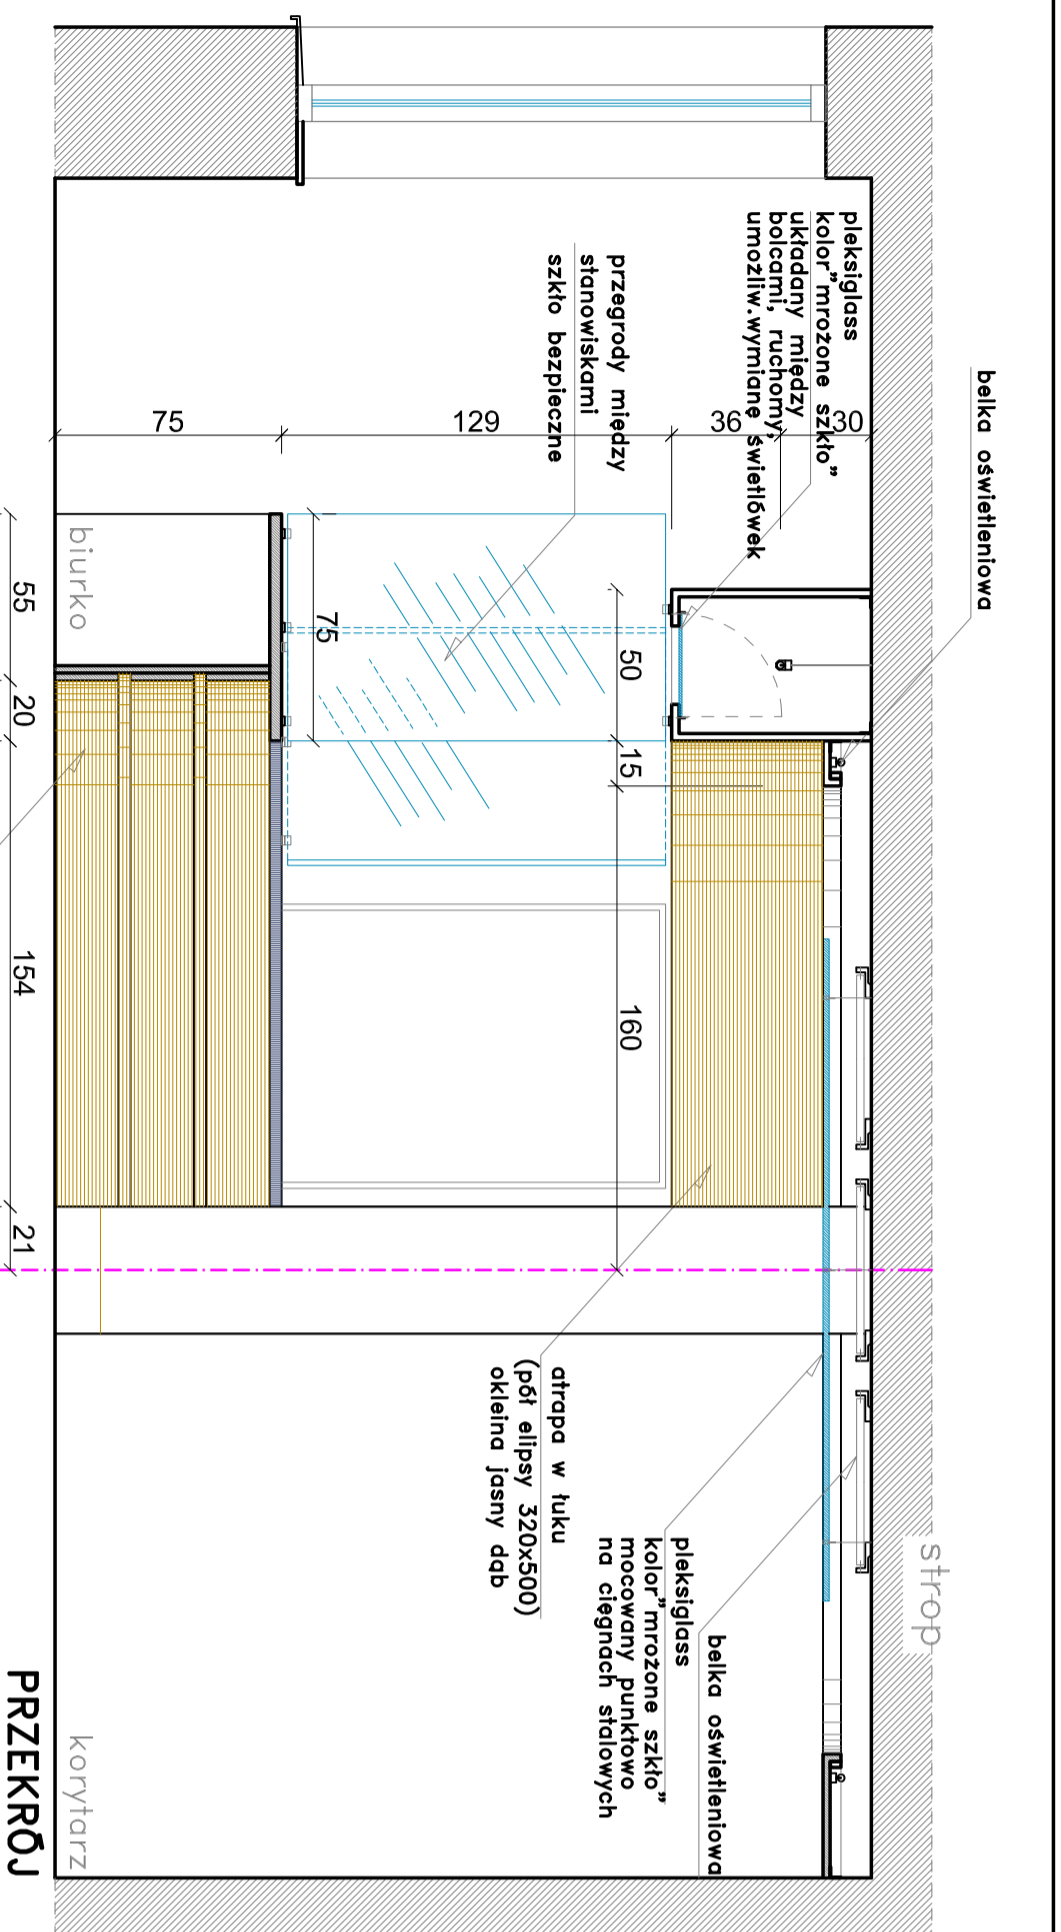 belka oświetleniowa
pleksiglass
kolor"mrożone szkło"
układany między
bolcami, ruchomy,
umożliw.wymianę świetlówek
przegrody między
stanowiskami
szkło bezpieczne
75
129
36
30
strop
biurko
75
50
15
160
55
20
154
21
atrapa w łuku
(pół elipsy 320x500)
okleina jasny dąb
belka oświetleniowa
pleksiglass
kolor"mrożone szkło"
mocowany punktowo
na cięgnach stalowych
korytarz
PRZEKRÓJ